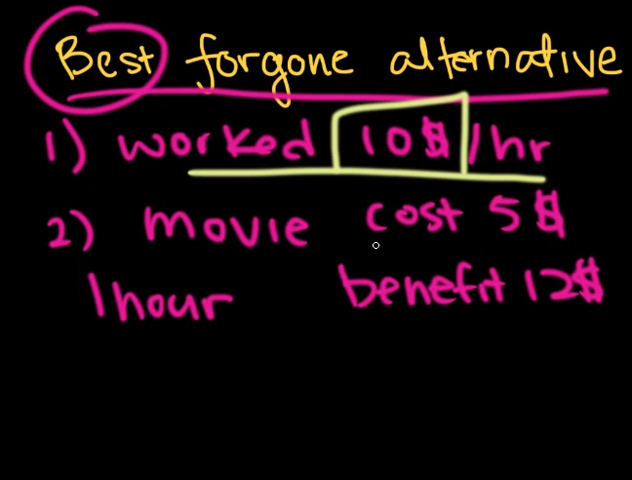 Best forgone alternative
1) worked 10$/hr
2) movie cost 5$
1hour benefit 12$